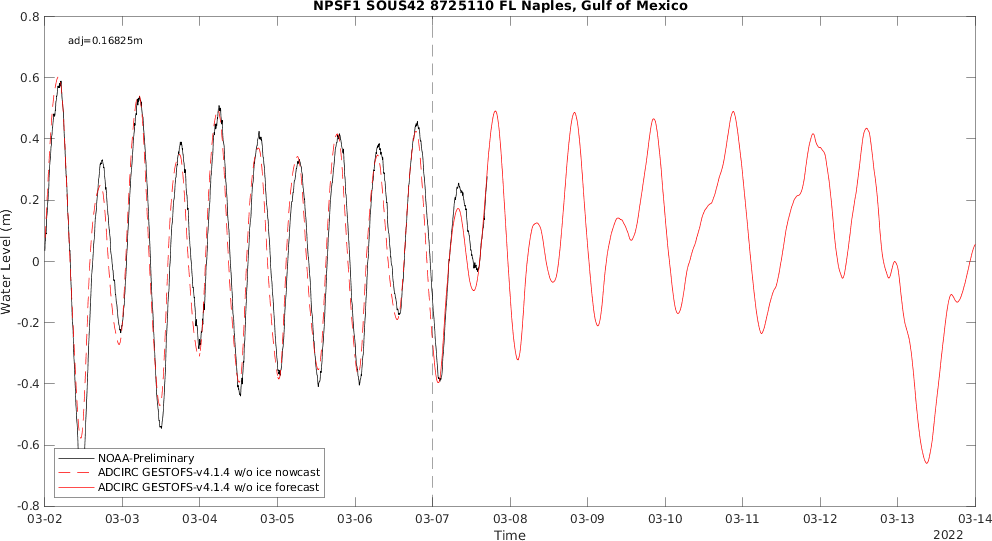 NPSF1 SOUS42 8725110 FL Naples, Gulf of Mexico
adj=0.16825m
0.8
0.6
0.4
0.2
0
-0.2
-0.4
-0.6
-0.8
Water Level (m)
NOAA-Preliminary
ADCIRC GESTOFS-v4.1.4 w/o ice nowcast
ADCIRC GESTOFS-v4.1.4 w/o ice forecast
03-02 03-03 03-04 03-05 03-06 03-07 03-08 03-09 03-10 03-11 03-12 03-13 03-14
Time
2022